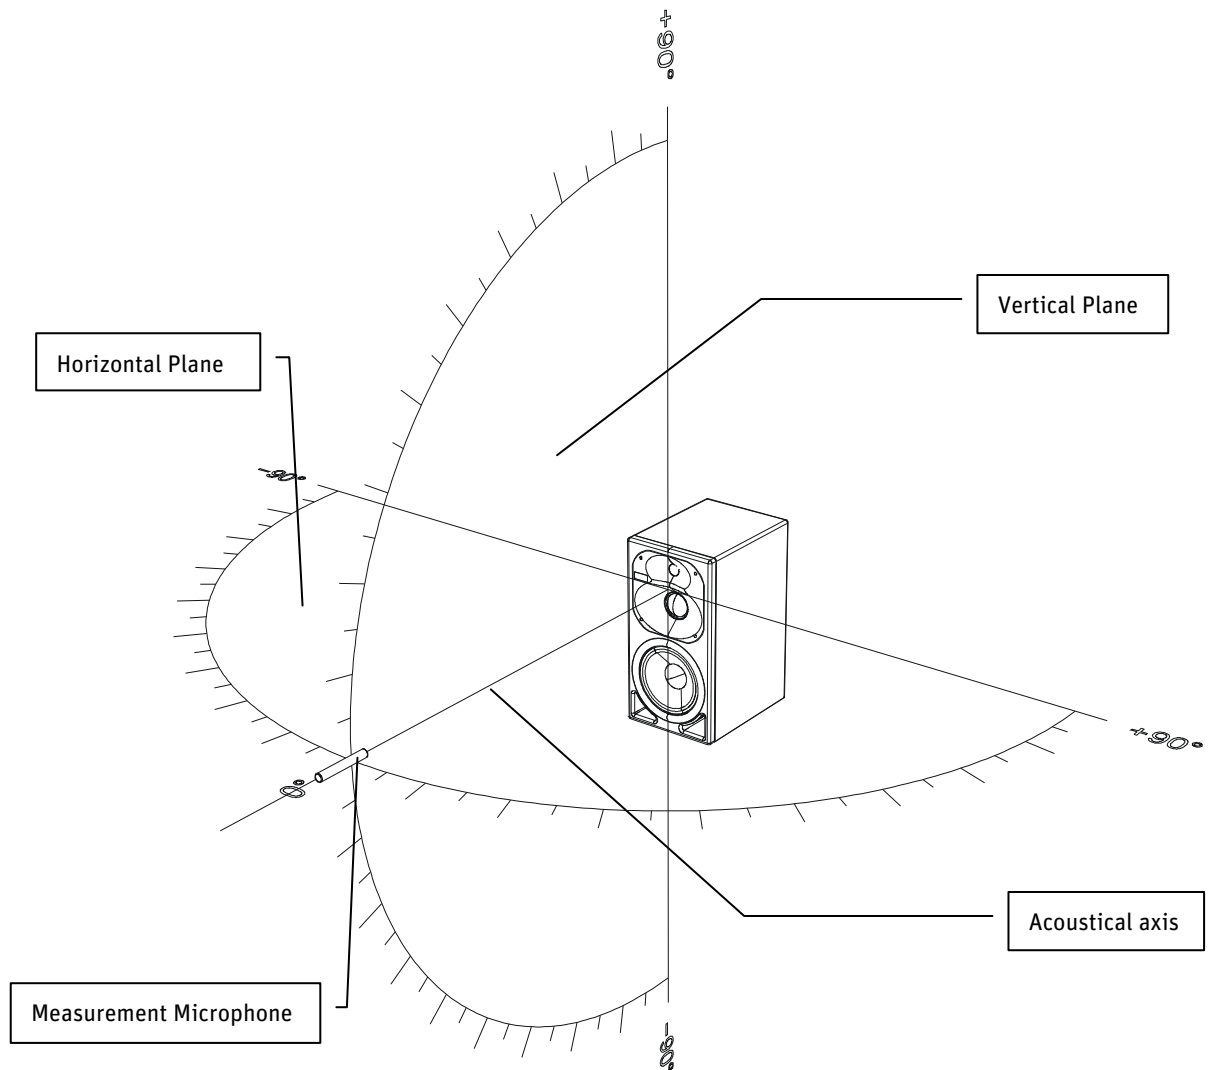 +90°
Vertical Plane
Horizontal Plane
-90°
+90°
0°
Acoustical axis
Measurement Microphone
-90°